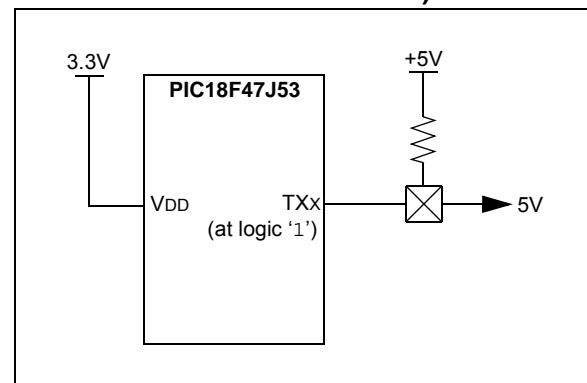 3.3V
+5V
PIC18F47J53
VDD
TXX
(at logic ‘1’)
5V